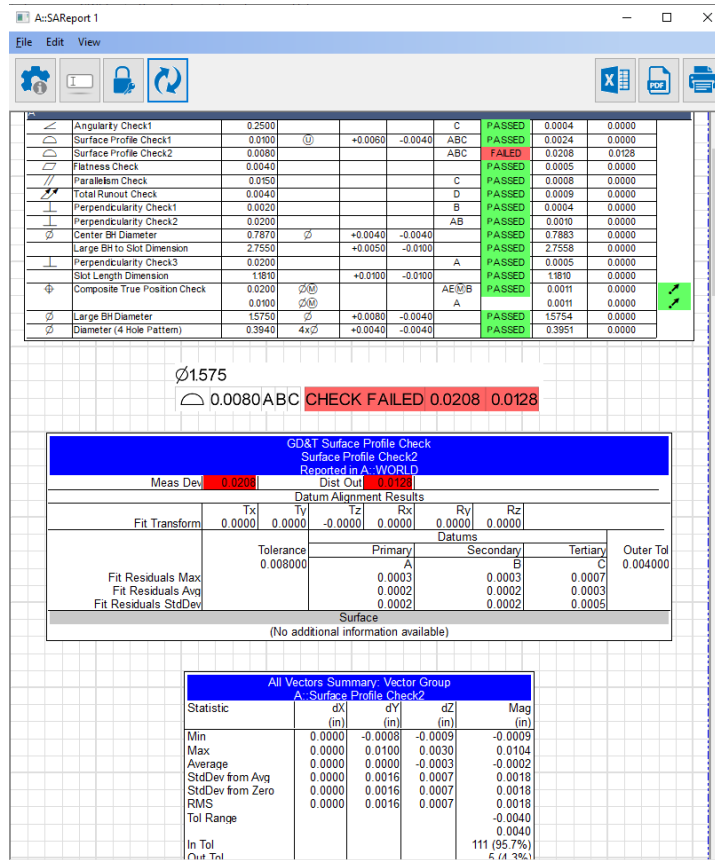 A::SAReport 1
File Edit View
PDF
A
∠ Angularity Check1 0.2500 C PASSED 0.0004 0.0000
⌓ Surface Profile Check1 0.0100 Ⓤ +0.0060 -0.0040 ABC PASSED 0.0024 0.0000
⌓ Surface Profile Check2 0.0080 ABC FAILED 0.0208 0.0128
⏥ Flatness Check 0.0040 PASSED 0.0005 0.0000
// Parallelism Check 0.0150 C PASSED 0.0008 0.0000
⌰ Total Runout Check 0.0040 D PASSED 0.0009 0.0000
⊥ Perpendicularity Check1 0.0020 B PASSED 0.0004 0.0000
⊥ Perpendicularity Check2 0.0200 AB PASSED 0.0010 0.0000
Ø Center BH Diameter 0.7870 Ø +0.0040 -0.0040 PASSED 0.7883 0.0000
Large BH to Slot Dimension 2.7550 +0.0050 -0.0100 PASSED 2.7558 0.0000
⊥ Perpendicularity Check3 0.0200 A PASSED 0.0005 0.0000
Slot Length Dimension 1.1810 +0.0100 -0.0100 PASSED 1.1810 0.0000
⌖ Composite True Position Check 0.0200 ØⓂ AEⓂB PASSED 0.0011 0.0000
0.0100 ØⓂ A 0.0011 0.0000
Ø Large BH Diameter 1.5750 Ø +0.0080 -0.0040 PASSED 1.5754 0.0000
Ø Diameter (4 Hole Pattern) 0.3940 4xØ +0.0040 -0.0040 PASSED 0.3951 0.0000
Ø1.575
⌓ 0.0080 A B C CHECK FAILED 0.0208 0.0128
GD&T Surface Profile Check
Surface Profile Check2
Reported in A::WORLD
Meas Dev 0.0208 Dist Out 0.0128
Datum Alignment Results
Tx Ty Tz Rx Ry Rz
Fit Transform 0.0000 0.0000 -0.0000 0.0000 0.0000 0.0000
Datums
Tolerance Primary Secondary Tertiary Outer Tol
0.008000 A B C 0.004000
Fit Residuals Max 0.0003 0.0003 0.0007
Fit Residuals Avg 0.0002 0.0002 0.0003
Fit Residuals StdDev 0.0002 0.0002 0.0005
Surface
(No additional information available)
All Vectors Summary: Vector Group
A::Surface Profile Check2
Statistic dX dY dZ Mag
(in) (in) (in) (in)
Min 0.0000 -0.0008 -0.0009 -0.0009
Max 0.0000 0.0100 0.0030 0.0104
Average 0.0000 0.0000 -0.0003 -0.0002
StdDev from Avg 0.0000 0.0016 0.0007 0.0018
StdDev from Zero 0.0000 0.0016 0.0007 0.0018
RMS 0.0000 0.0016 0.0007 0.0018
Tol Range -0.0040
0.0040
In Tol 111 (95.7%)
Out Tol 5 (4.3%)